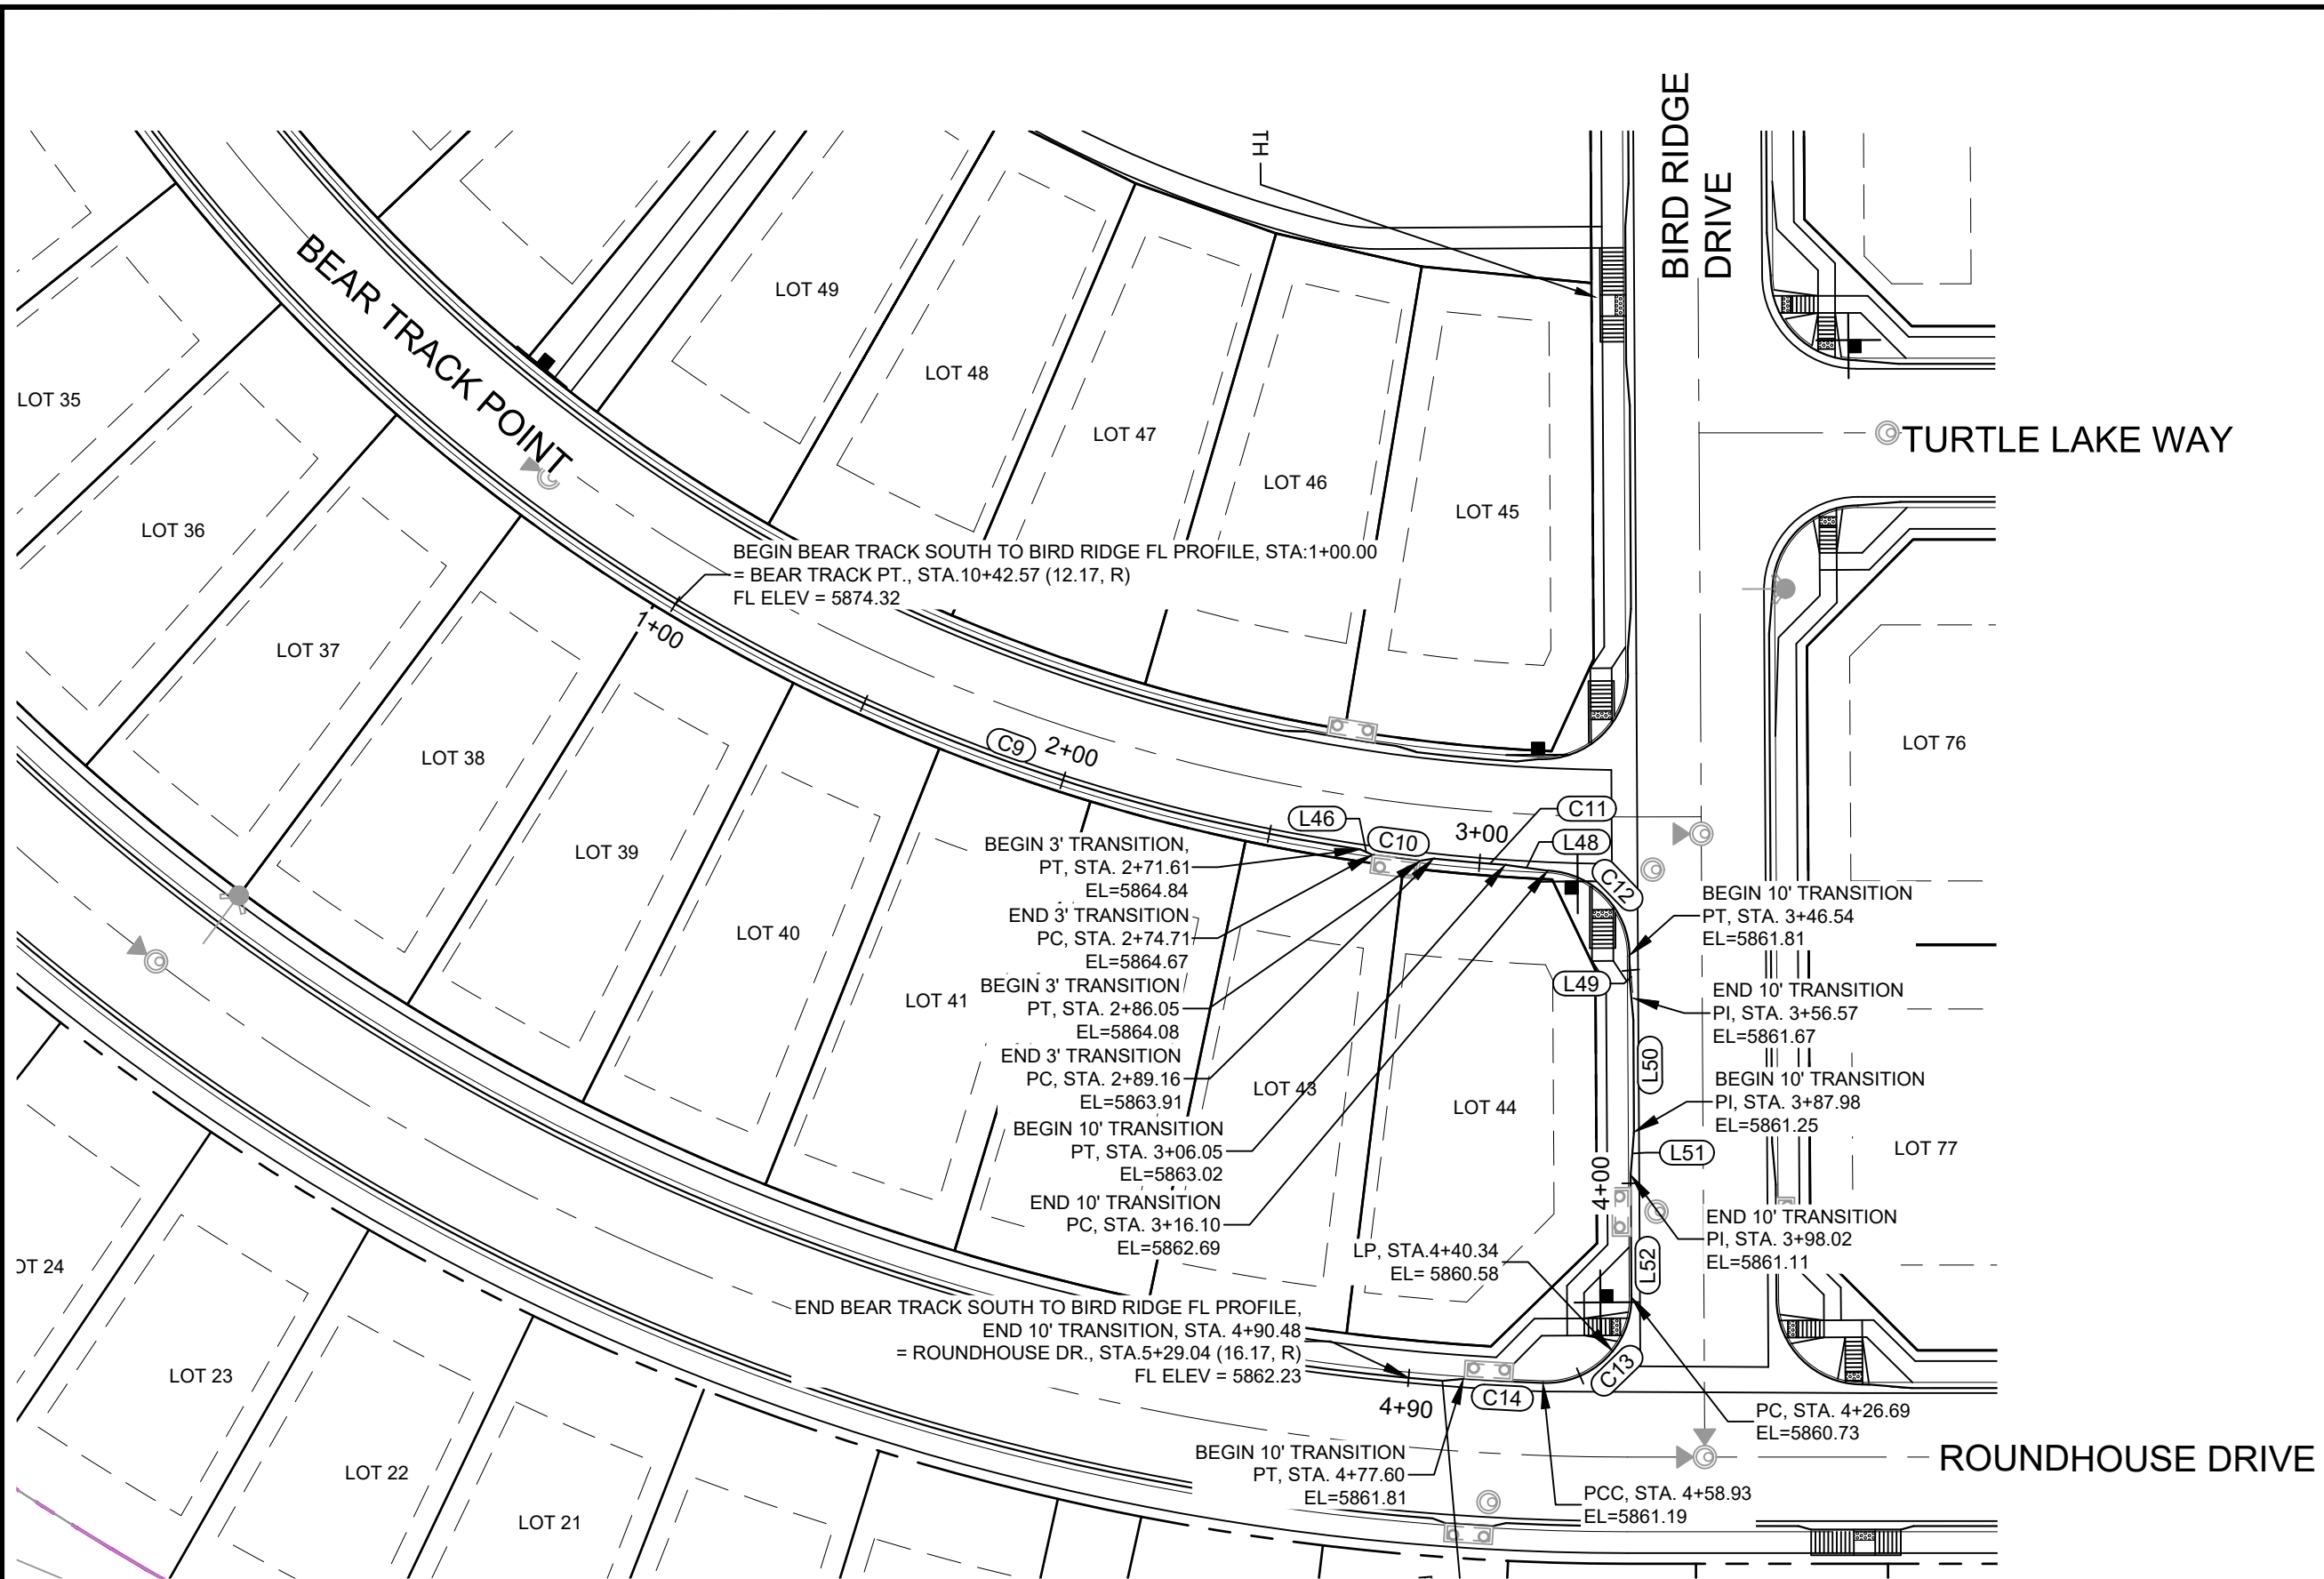 BIRD RIDGE
DRIVE
TH
BEAR TRACK POINT
LOT 49
LOT 48
LOT 47
LOT 46
LOT 45
LOT 35
LOT 36
LOT 37
LOT 38
LOT 39
LOT 40
LOT 41
LOT 43
LOT 44
LOT 76
LOT 77
TURTLE LAKE WAY
BEGIN BEAR TRACK SOUTH TO BIRD RIDGE FL PROFILE, STA:1+00.00
= BEAR TRACK PT., STA.10+42.57 (12.17, R)
FL ELEV = 5874.32
1+00
C9
2+00
L46
C10
3+00
C11
L48
C12
BEGIN 3' TRANSITION,
PT, STA. 2+71.61
EL=5864.84
END 3' TRANSITION
PC, STA. 2+74.71
EL=5864.67
BEGIN 3' TRANSITION
PT, STA. 2+86.05
EL=5864.08
END 3' TRANSITION
PC, STA. 2+89.16
EL=5863.91
BEGIN 10' TRANSITION
PT, STA. 3+06.05
EL=5863.02
END 10' TRANSITION
PC, STA. 3+16.10
EL=5862.69
BEGIN 10' TRANSITION
PT, STA. 3+46.54
EL=5861.81
L49
END 10' TRANSITION
PI, STA. 3+56.57
EL=5861.67
L50
BEGIN 10' TRANSITION
PI, STA. 3+87.98
EL=5861.25
L51
4+00
END 10' TRANSITION
PI, STA. 3+98.02
EL=5861.11
L52
LP, STA.4+40.34
EL= 5860.58
END BEAR TRACK SOUTH TO BIRD RIDGE FL PROFILE,
END 10' TRANSITION, STA. 4+90.48
= ROUNDHOUSE DR., STA.5+29.04 (16.17, R)
FL ELEV = 5862.23
4+90
C14
C13
PC, STA. 4+26.69
EL=5860.73
BEGIN 10' TRANSITION
PT, STA. 4+77.60
EL=5861.81
PCC, STA. 4+58.93
EL=5861.19
ROUNDHOUSE DRIVE
OT 24
LOT 23
LOT 22
LOT 21